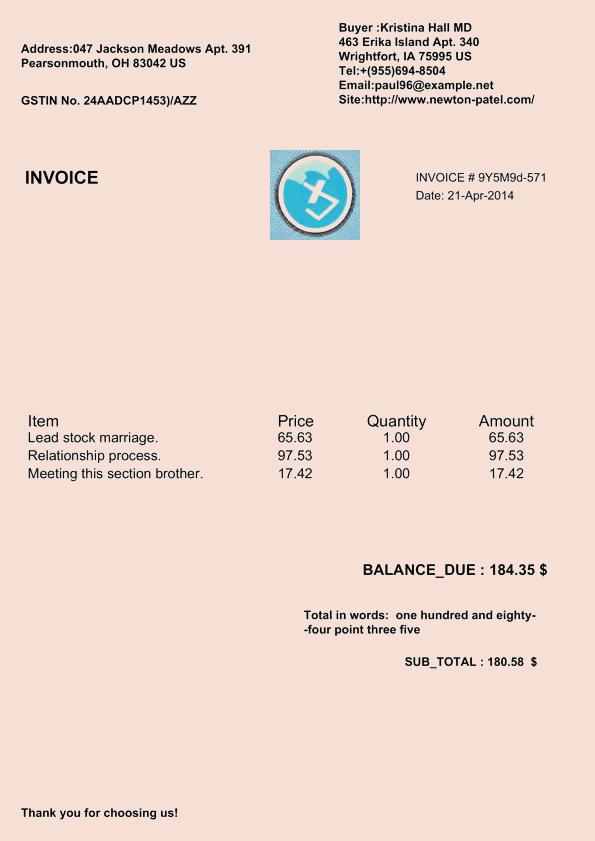 Address:047 Jackson Meadows Apt. 391
Pearsonmouth, OH 83042 US
GSTIN No. 24AADCP1453)/AZZ
Buyer :Kristina Hall MD
463 Erika Island Apt. 340
Wrightfort, IA 75995 US
Tel:+(955)694-8504
Email:paul96@example.net
Site:http://www.newton-patel.com/
INVOICE
INVOICE # 9Y5M9d-571
Date: 21-Apr-2014
Item Price Quantity Amount
Lead stock marriage. 65.63 1.00 65.63
Relationship process. 97.53 1.00 97.53
Meeting this section brother. 17.42 1.00 17.42
BALANCE_DUE : 184.35 $
Total in words:  one hundred and eighty-
-four point three five
SUB_TOTAL : 180.58  $
Thank you for choosing us!